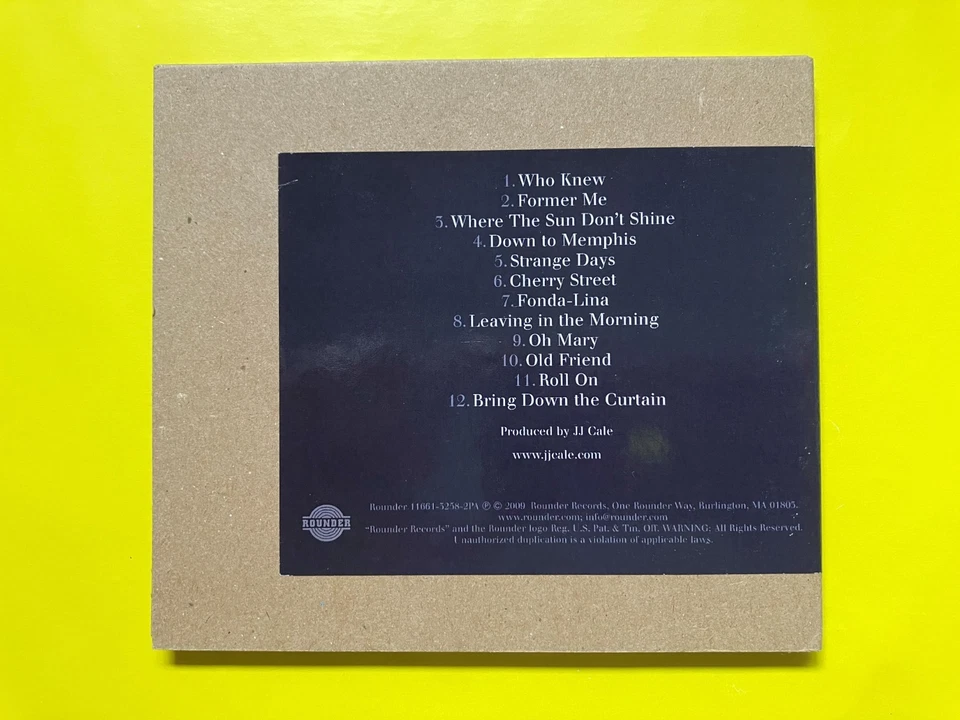 1. Who Knew
2. Former Me
3. Where The Sun Don't Shine
4. Down to Memphis
5. Strange Days
6. Cherry Street
7. Fonda-Lina
8. Leaving in the Morning
9. Oh Mary
10. Old Friend
11. Roll On
12. Bring Down the Curtain
Produced by JJ Cale
www.jjcale.com
ROUNDER
Rounder 11661-3258-2PA ℗ © 2009 Rounder Records, One Rounder Way, Burlington, MA 01803.
www.rounder.com; info@rounder.com
"Rounder Records" and the Rounder logo Reg. U.S. Pat. & Tm. Off. WARNING: All Rights Reserved.
Unauthorized duplication is a violation of applicable laws.